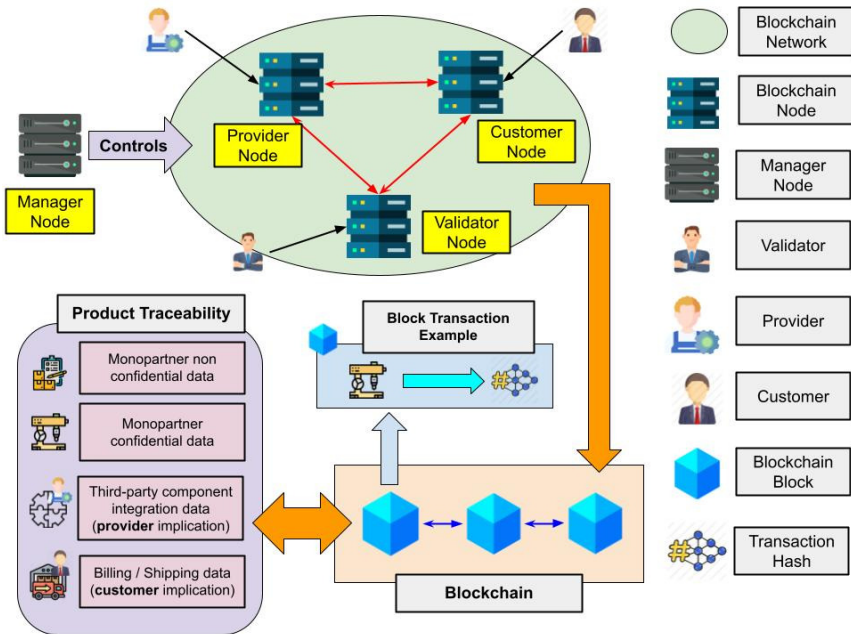 Provider
Node
Customer
Node
Controls
Manager
Node
Validator
Node
Product Traceability
Monopartner non
confidential data
Monopartner
confidential data
Third-party component
integration data
(provider implication)
Billing / Shipping data
(customer implication)
Block Transaction
Example
#
Blockchain
Blockchain
Network
Blockchain
Node
Manager
Node
Validator
Provider
Customer
Blockchain
Block
#
Transaction
Hash